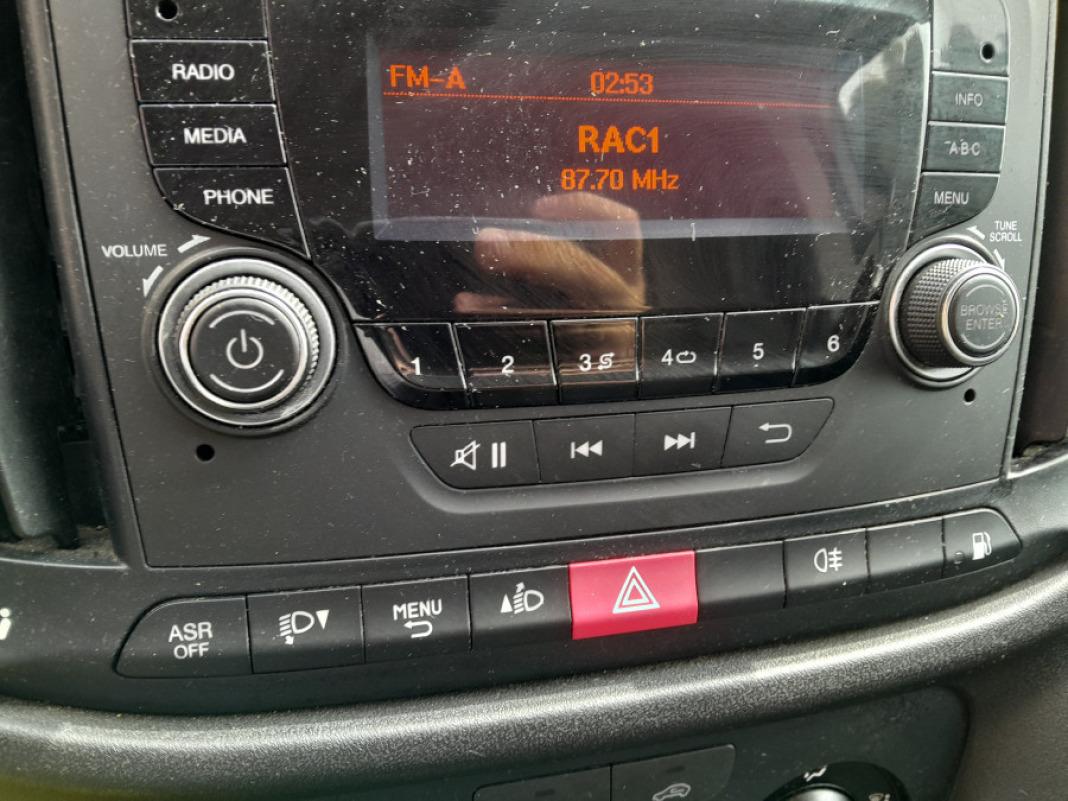 RADIO
MEDIA
PHONE
VOLUME
FM-A 02:53
RAC1
87.70 MHz
INFO
A-B-C
MENU
TUNE
SCROLL
BROWSE
ENTER
1 2 3 4 5 6
ASR
OFF
MENU